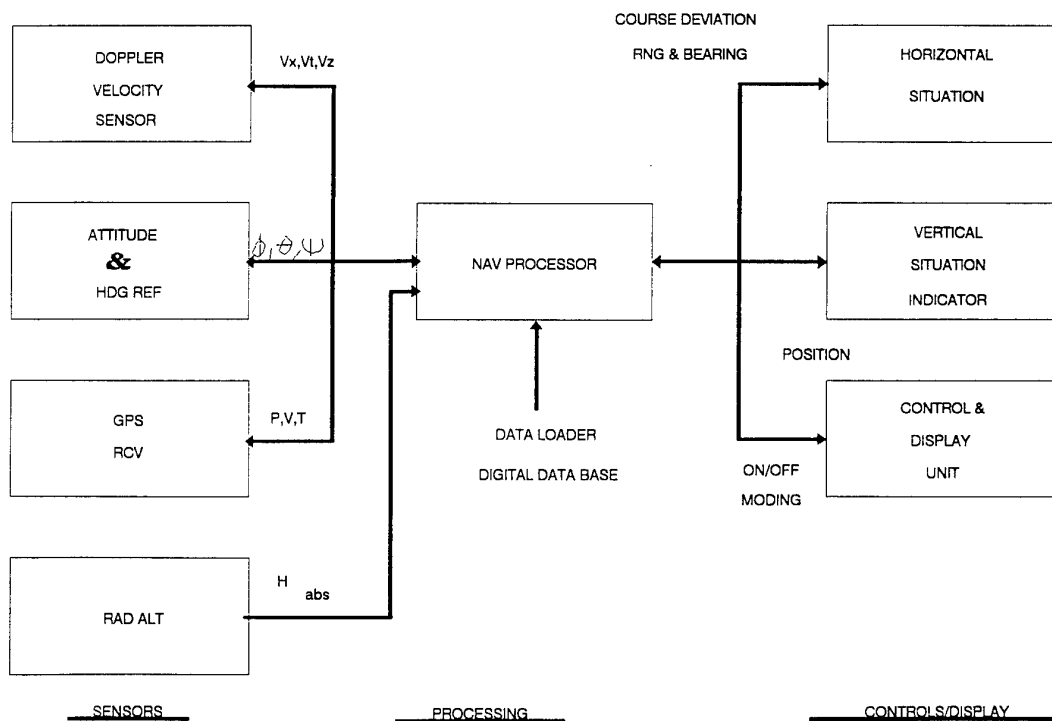 DOPPLER
VELOCITY
SENSOR
Vx,Vt,Vz
ATTITUDE
&
HDG REF
ϕ,θ,ψ
GPS
RCV
P,V,T
RAD ALT
H abs
SENSORS
NAV PROCESSOR
DATA LOADER
DIGITAL DATA BASE
PROCESSING
COURSE DEVIATION
RNG & BEARING
HORIZONTAL
SITUATION
VERTICAL
SITUATION
INDICATOR
POSITION
CONTROL &
DISPLAY
UNIT
ON/OFF
MODING
CONTROLS/DISPLAY